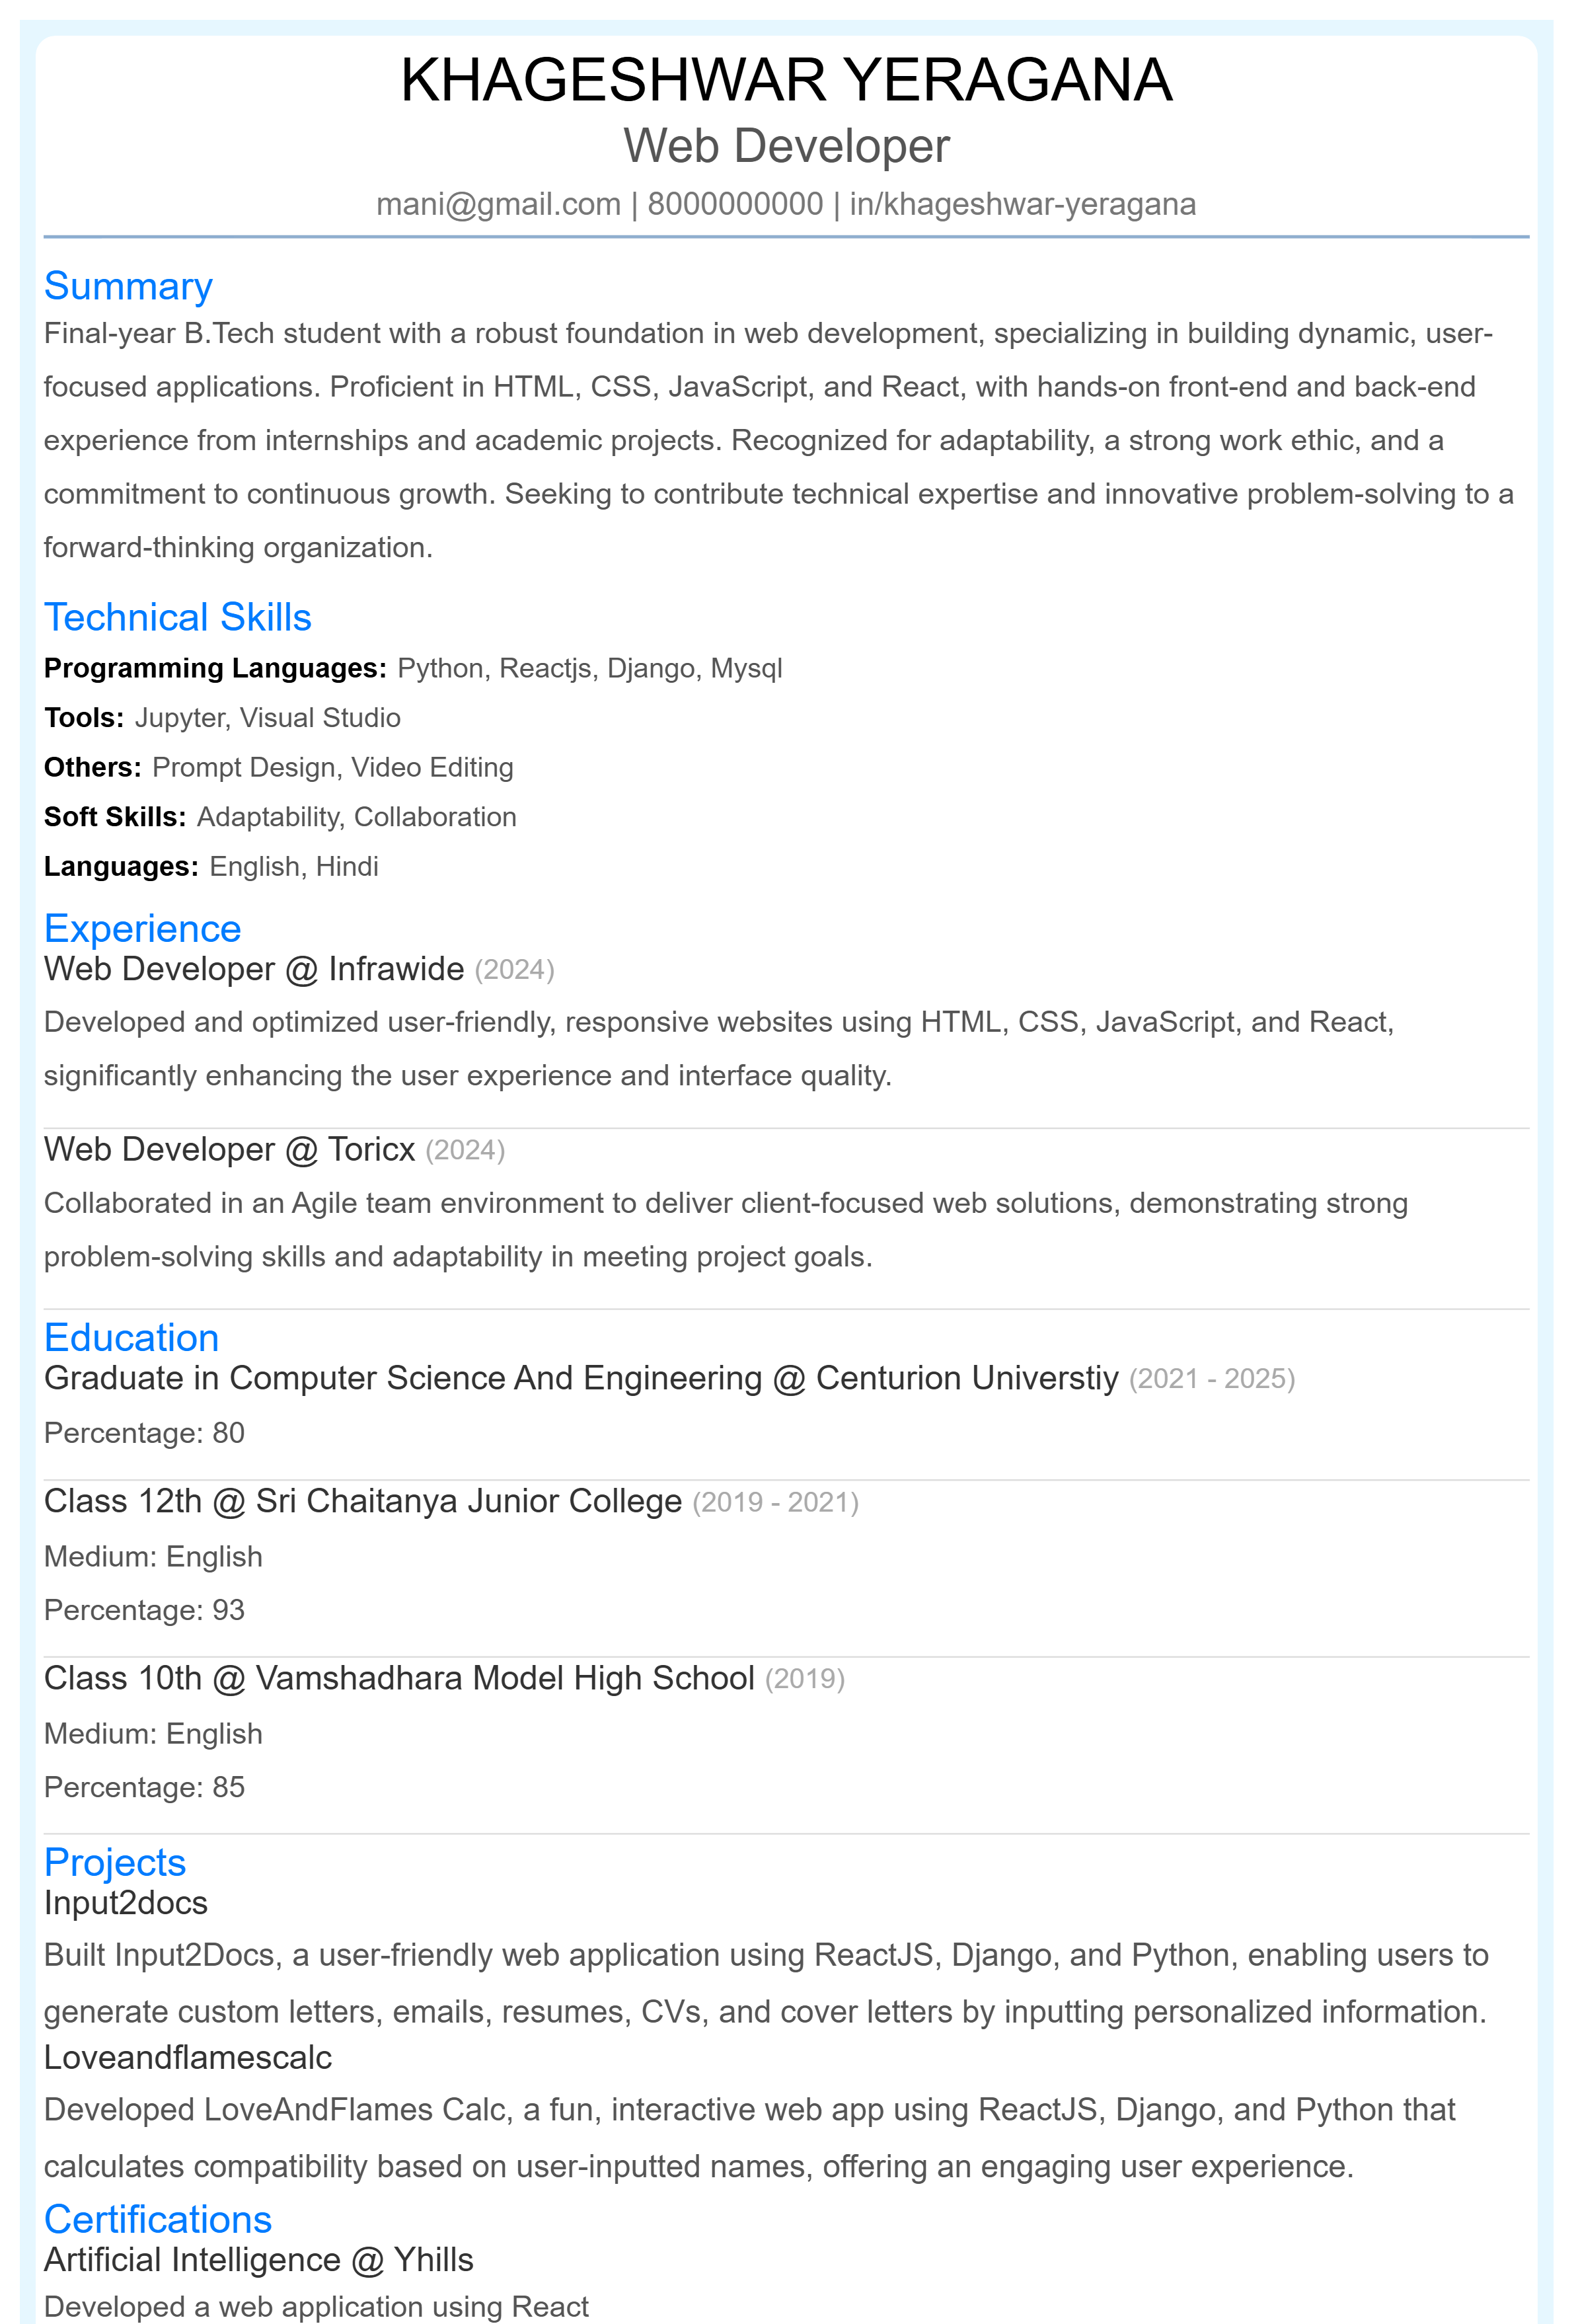 KHAGESHWAR YERAGANA
Web Developer
mani@gmail.com | 8000000000 | in/khageshwar-yeragana
Summary
Final-year B.Tech student with a robust foundation in web development, specializing in building dynamic, user-
focused applications. Proficient in HTML, CSS, JavaScript, and React, with hands-on front-end and back-end
experience from internships and academic projects. Recognized for adaptability, a strong work ethic, and a
commitment to continuous growth. Seeking to contribute technical expertise and innovative problem-solving to a
forward-thinking organization.
Technical Skills
Programming Languages: Python, Reactjs, Django, Mysql
Tools: Jupyter, Visual Studio
Others: Prompt Design, Video Editing
Soft Skills: Adaptability, Collaboration
Languages: English, Hindi
Experience
Web Developer @ Infrawide (2024)
Developed and optimized user-friendly, responsive websites using HTML, CSS, JavaScript, and React,
significantly enhancing the user experience and interface quality.
Web Developer @ Toricx (2024)
Collaborated in an Agile team environment to deliver client-focused web solutions, demonstrating strong
problem-solving skills and adaptability in meeting project goals.
Education
Graduate in Computer Science And Engineering @ Centurion Universtiy (2021 - 2025)
Percentage: 80
Class 12th @ Sri Chaitanya Junior College (2019 - 2021)
Medium: English
Percentage: 93
Class 10th @ Vamshadhara Model High School (2019)
Medium: English
Percentage: 85
Projects
Input2docs
Built Input2Docs, a user-friendly web application using ReactJS, Django, and Python, enabling users to
generate custom letters, emails, resumes, CVs, and cover letters by inputting personalized information.
Loveandflamescalc
Developed LoveAndFlames Calc, a fun, interactive web app using ReactJS, Django, and Python that
calculates compatibility based on user-inputted names, offering an engaging user experience.
Certifications
Artificial Intelligence @ Yhills
Developed a web application using React